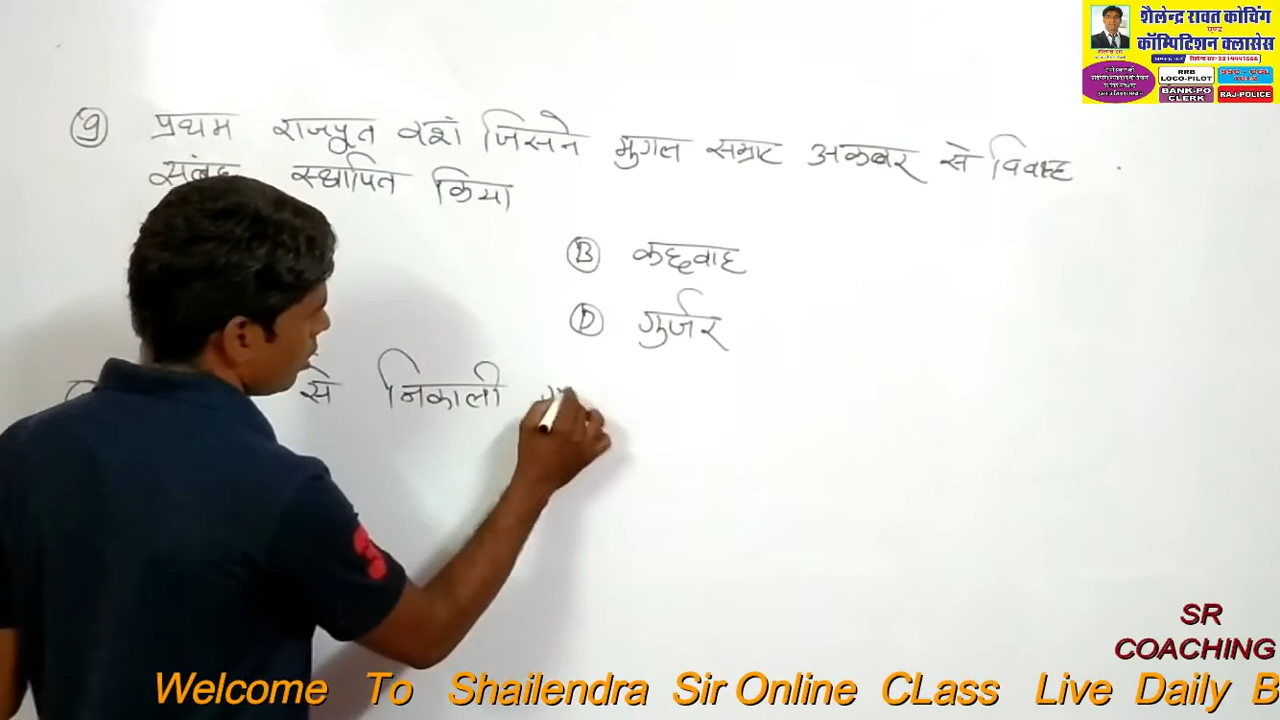 शैलेन्द्र रावत कोचिंग
एण्ड
कॉम्पिटिशन क्लासेस
RRB
LOCO-PILOT
BANK-PO
CLERK
RAJ-POLICE
9 प्रथम राजपूत वंश जिसने मुगल सम्राट अकबर से विवाह
संबंध स्थापित किया
B कछवाह
D गुर्जर
से निकाली
SR
COACHING
Welcome To Shailendra Sir Online CLass Live Daily B